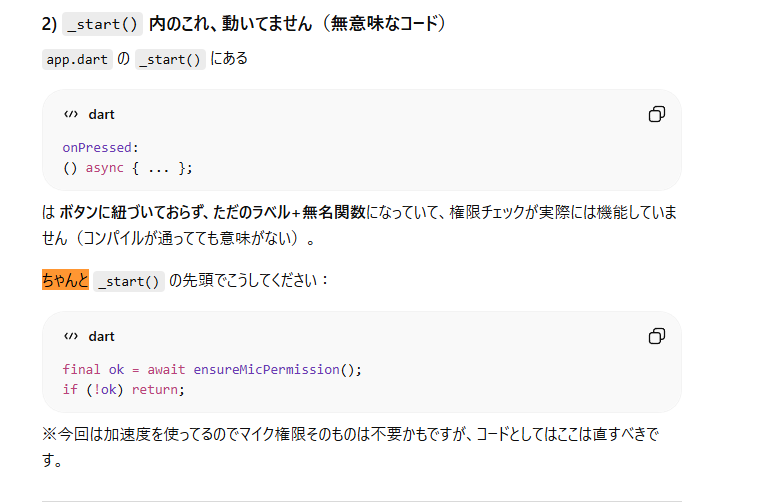 2) _start() 内のこれ、動いてません（無意味なコード）
app.dart の _start() にある
dart
onPressed:
() async { ... };
は ボタンに紐づいておらず、ただのラベル+無名関数になっていて、権限チェックが実際には機能していま
せん（コンパイルが通ってても意味がない）。
ちゃんと _start() の先頭でこうしてください：
dart
final ok = await ensureMicPermission();
if (!ok) return;
※今回は加速度を使ってるのでマイク権限そのものは不要かもですが、コードとしてはここは直すべきで
す。